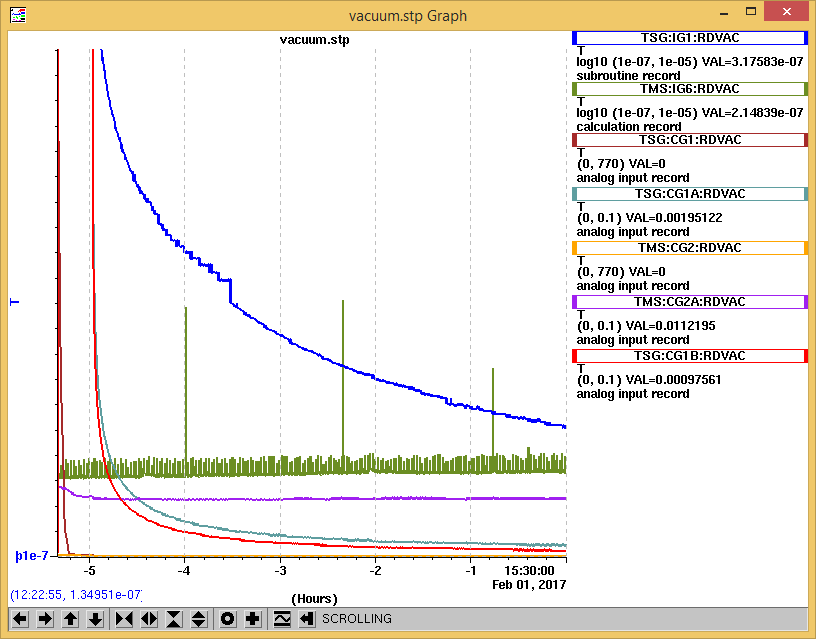 vacuum.stp Graph
vacuum.stp
TSG:IG1:RDVAC
T
log10 (1e-07, 1e-05) VAL=3.17583e-07
subroutine record
TMS:IG6:RDVAC
T
log10 (1e-07, 1e-05) VAL=2.14839e-07
calculation record
TSG:CG1:RDVAC
T
(0, 770) VAL=0
analog input record
TSG:CG1A:RDVAC
T
(0, 0.1) VAL=0.00195122
analog input record
TMS:CG2:RDVAC
T
(0, 770) VAL=0
analog input record
TMS:CG2A:RDVAC
T
(0, 0.1) VAL=0.0112195
analog input record
TSG:CG1B:RDVAC
T
(0, 0.1) VAL=0.00097561
analog input record
T
1e-7
-5 -4 -3 -2 -1 15:30:00
Feb 01, 2017
(Hours)
(12:22:55, 1.34951e-07)
SCROLLING